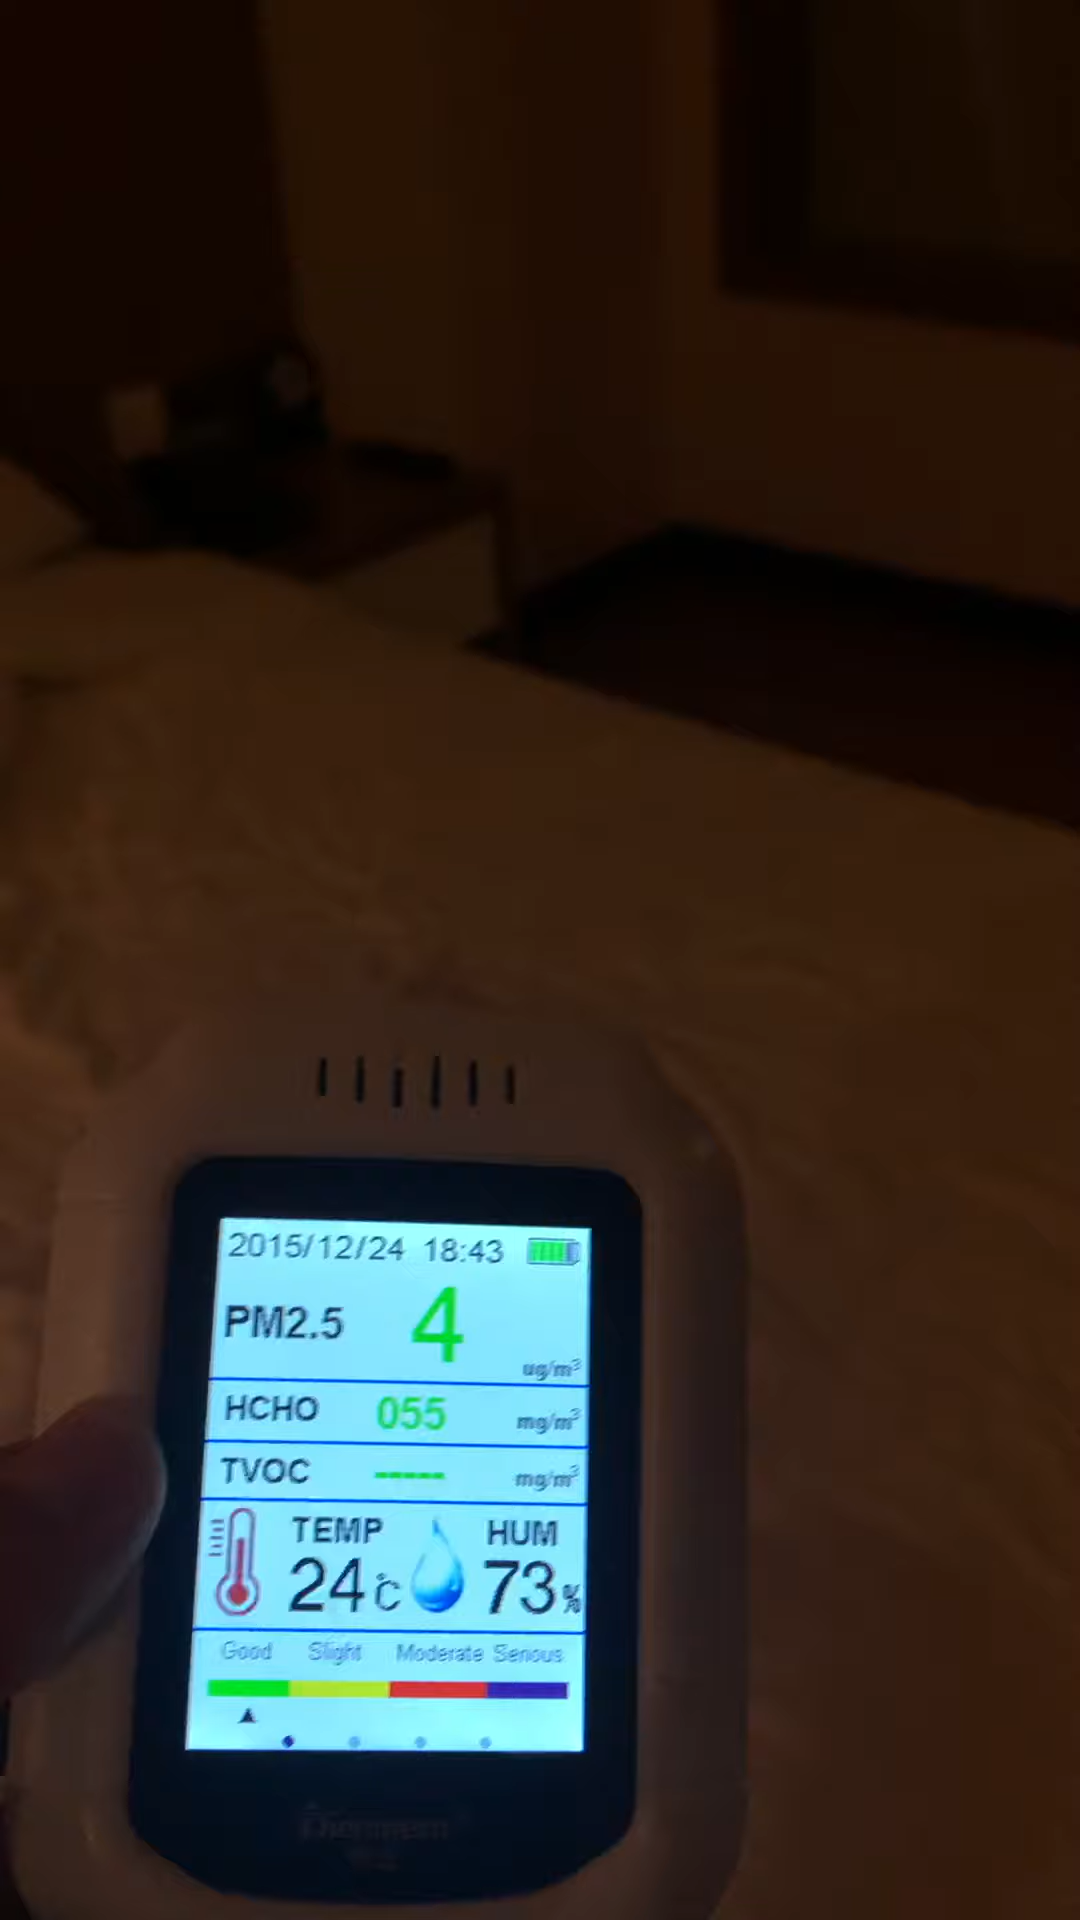 2015/12/24 18:43
PM2.5 4 ug/m³
HCHO 055 mg/m³
TVOC ----- mg/m³
TEMP HUM
24℃ 73%
Good Slight Moderate Serious